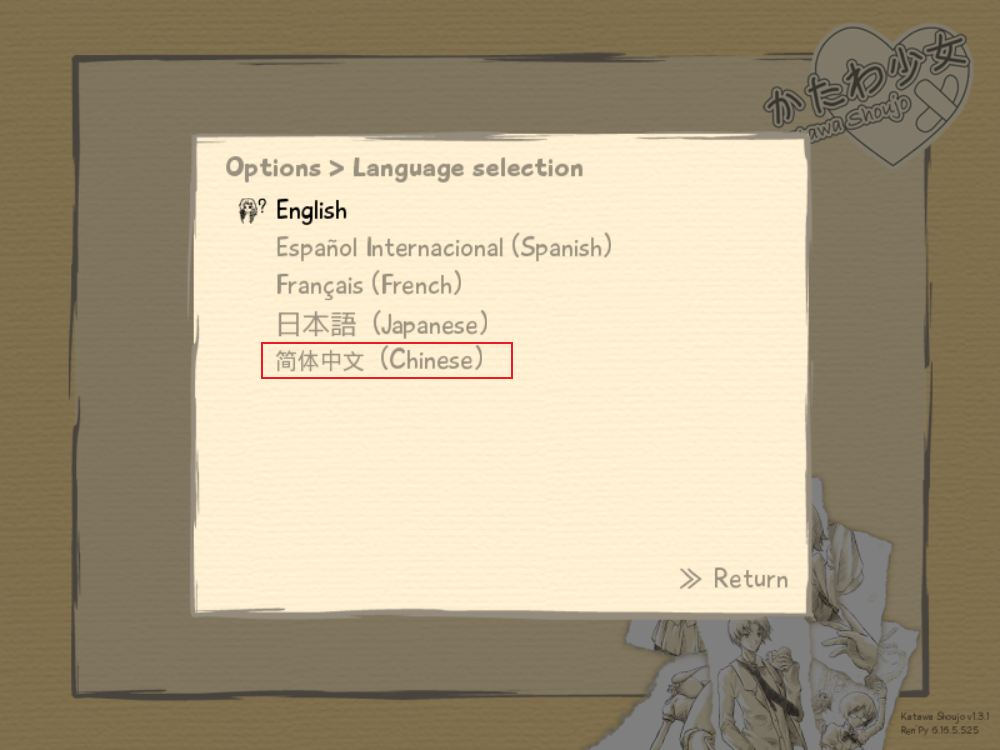 かたわ少女
Katawa Shoujo
Options > Language selection
English
Español Internacional (Spanish)
Français (French)
日本語 (Japanese)
简体中文 (Chinese)
Return
Katawa Shoujo v1.3.1
Ren'Py 6.16.5.525